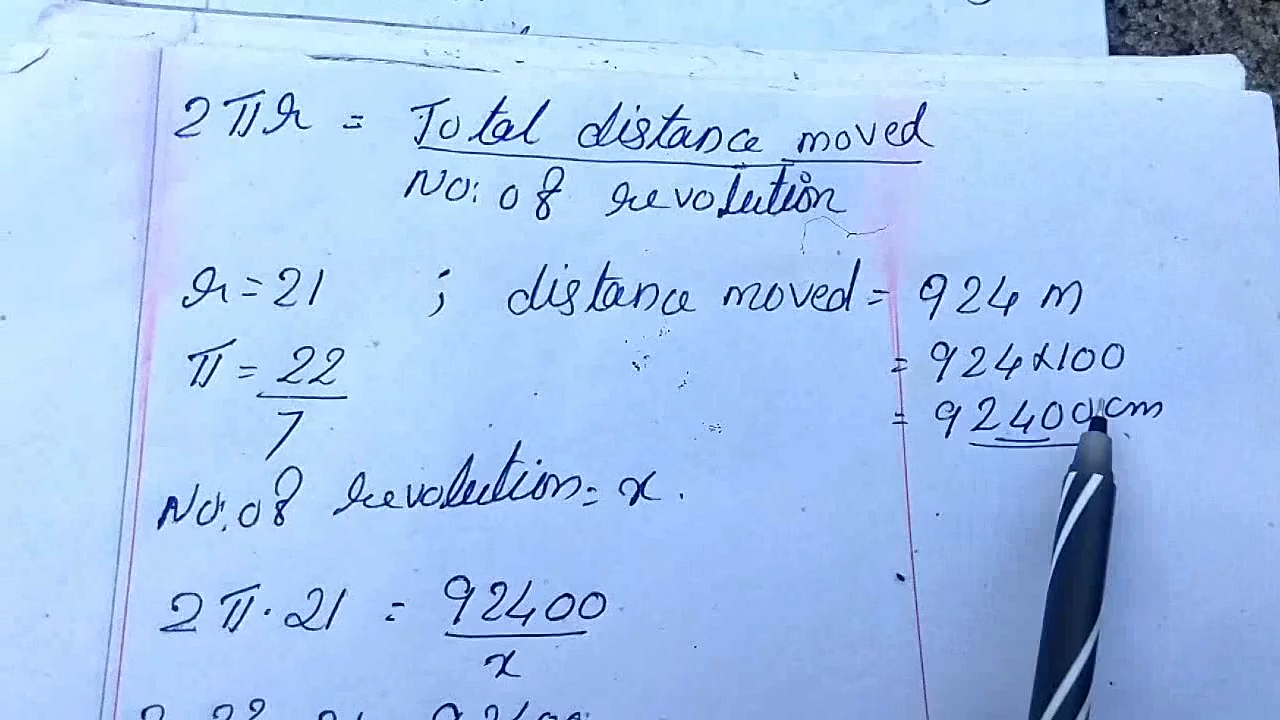 2πr = Total distance moved
No: of revolution
r = 21 ; distance moved = 924 m
π = 22 = 924 x 100
7 = 92400 cm
No: of revolution = x.
2π · 21 = 92400
x